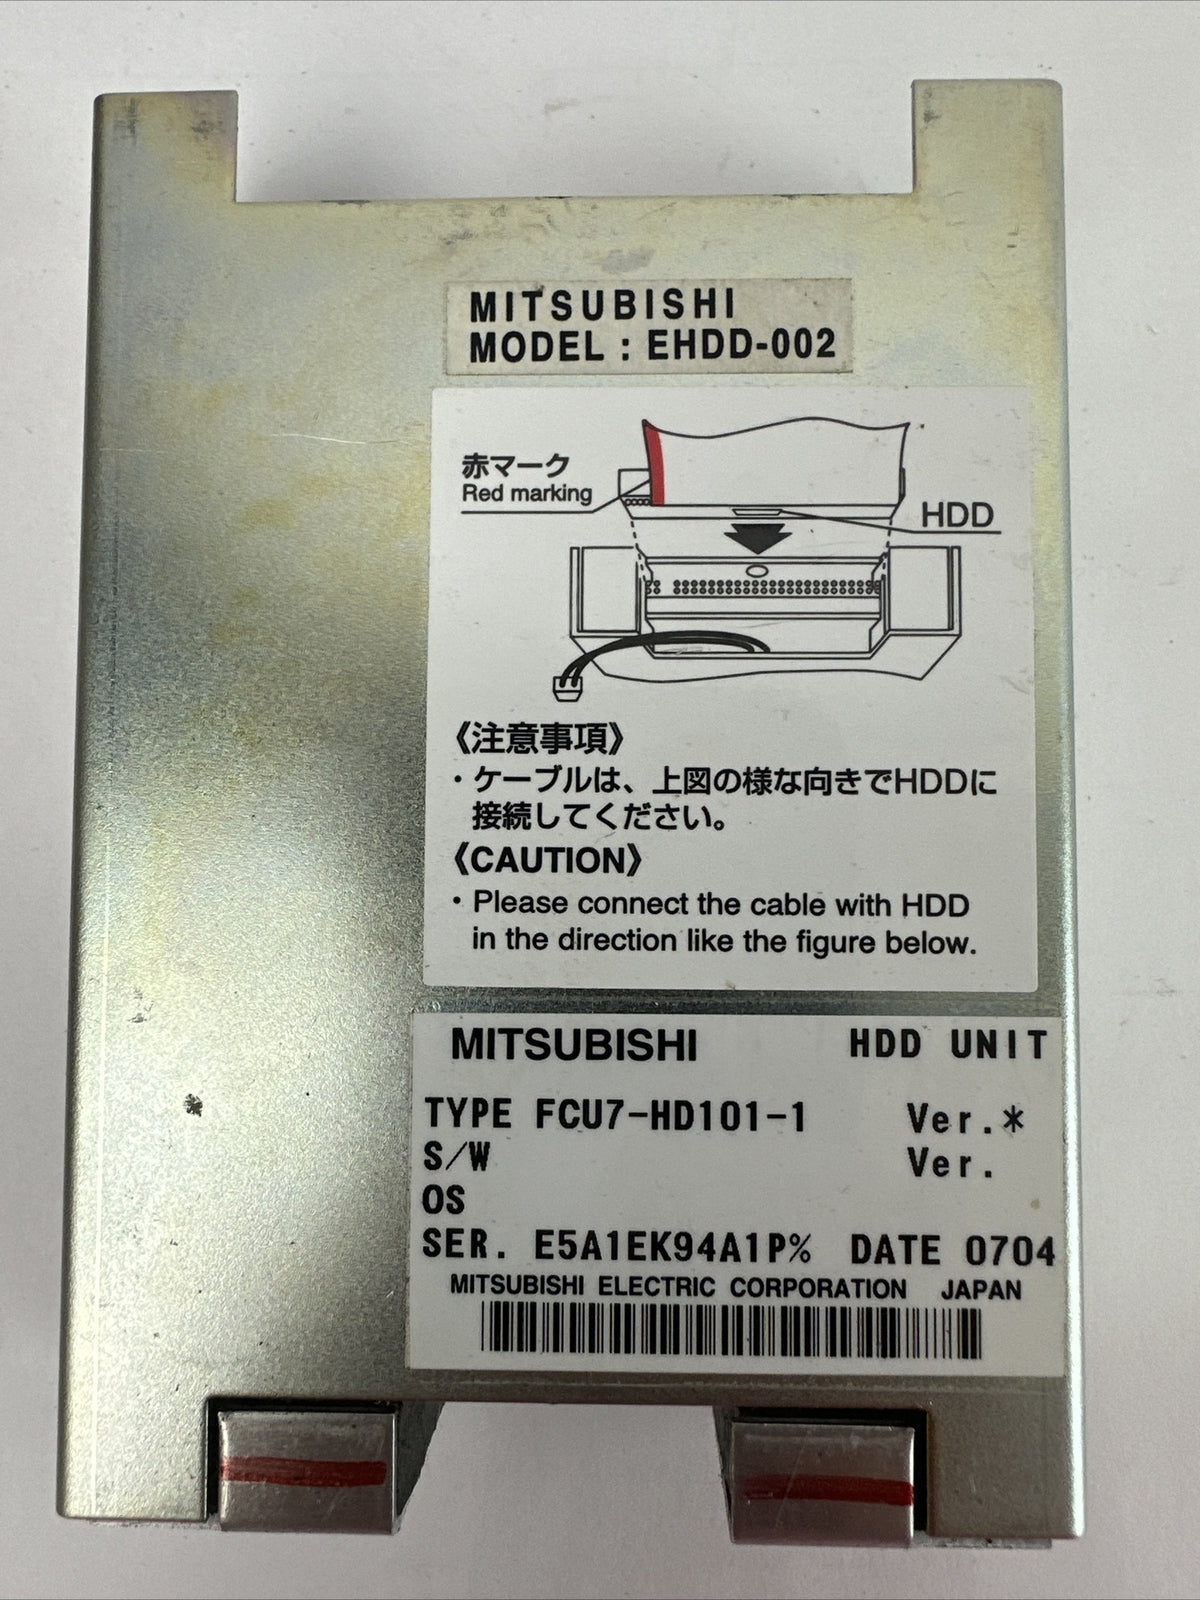 MITSUBISHI
MODEL : EHDD-002
赤マーク
Red marking
HDD
《注意事項》
・ケーブルは、上図の様な向きでHDDに
接続してください。
《CAUTION》
・Please connect the cable with HDD
in the direction like the figure below.
MITSUBISHI HDD UNIT
TYPE FCU7-HD101-1 Ver.*
S/W Ver.
OS
SER. E5A1EK94A1P% DATE 0704
MITSUBISHI ELECTRIC CORPORATION JAPAN